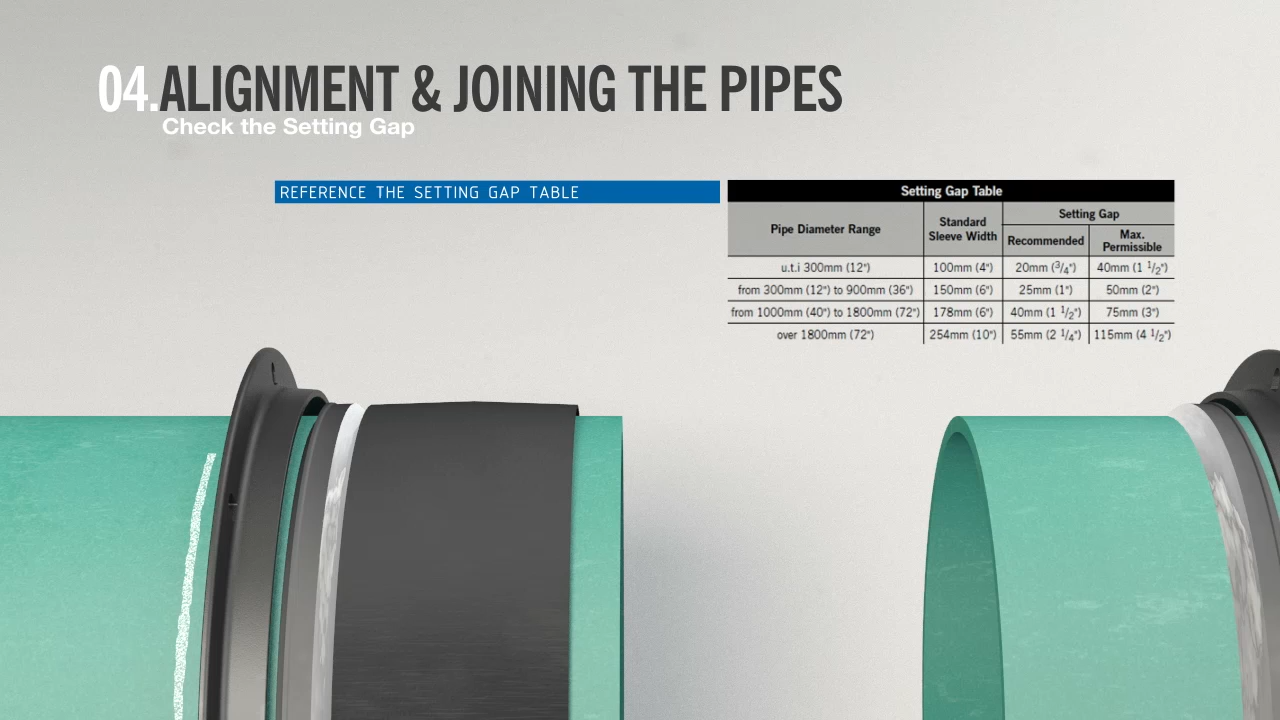 04.ALIGNMENT & JOINING THE PIPES
Check the Setting Gap
REFERENCE THE SETTING GAP TABLE
Setting Gap Table
Pipe Diameter Range Standard Sleeve Width Setting Gap
Recommended Max. Permissible
u.t.i 300mm (12") 100mm (4") 20mm (3/4") 40mm (1 1/2")
from 300mm (12") to 900mm (36") 150mm (6") 25mm (1") 50mm (2")
from 1000mm (40") to 1800mm (72") 178mm (6") 40mm (1 1/2") 75mm (3")
over 1800mm (72") 254mm (10") 55mm (2 1/4") 115mm (4 1/2")